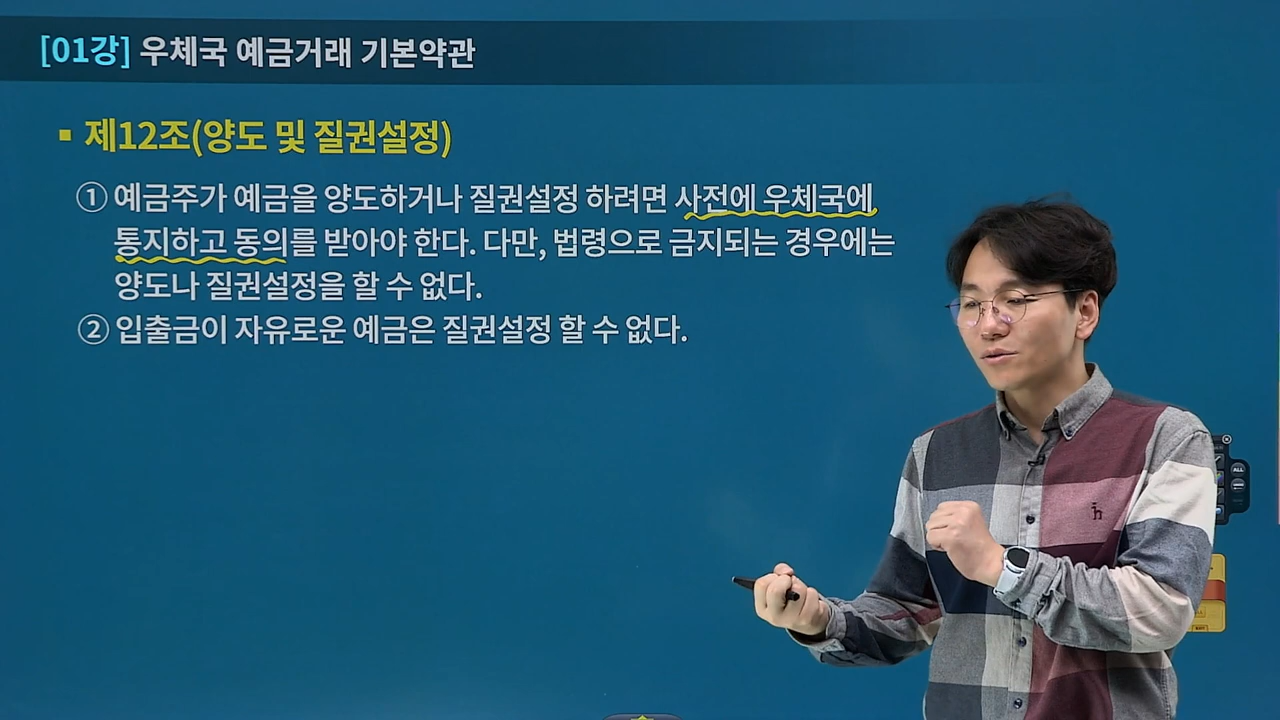 [01강] 우체국 예금거래 기본약관
▪ 제12조(양도 및 질권설정)
① 예금주가 예금을 양도하거나 질권설정 하려면 사전에 우체국에
통지하고 동의를 받아야 한다. 다만, 법령으로 금지되는 경우에는
양도나 질권설정을 할 수 없다.
② 입출금이 자유로운 예금은 질권설정 할 수 없다.
ALL